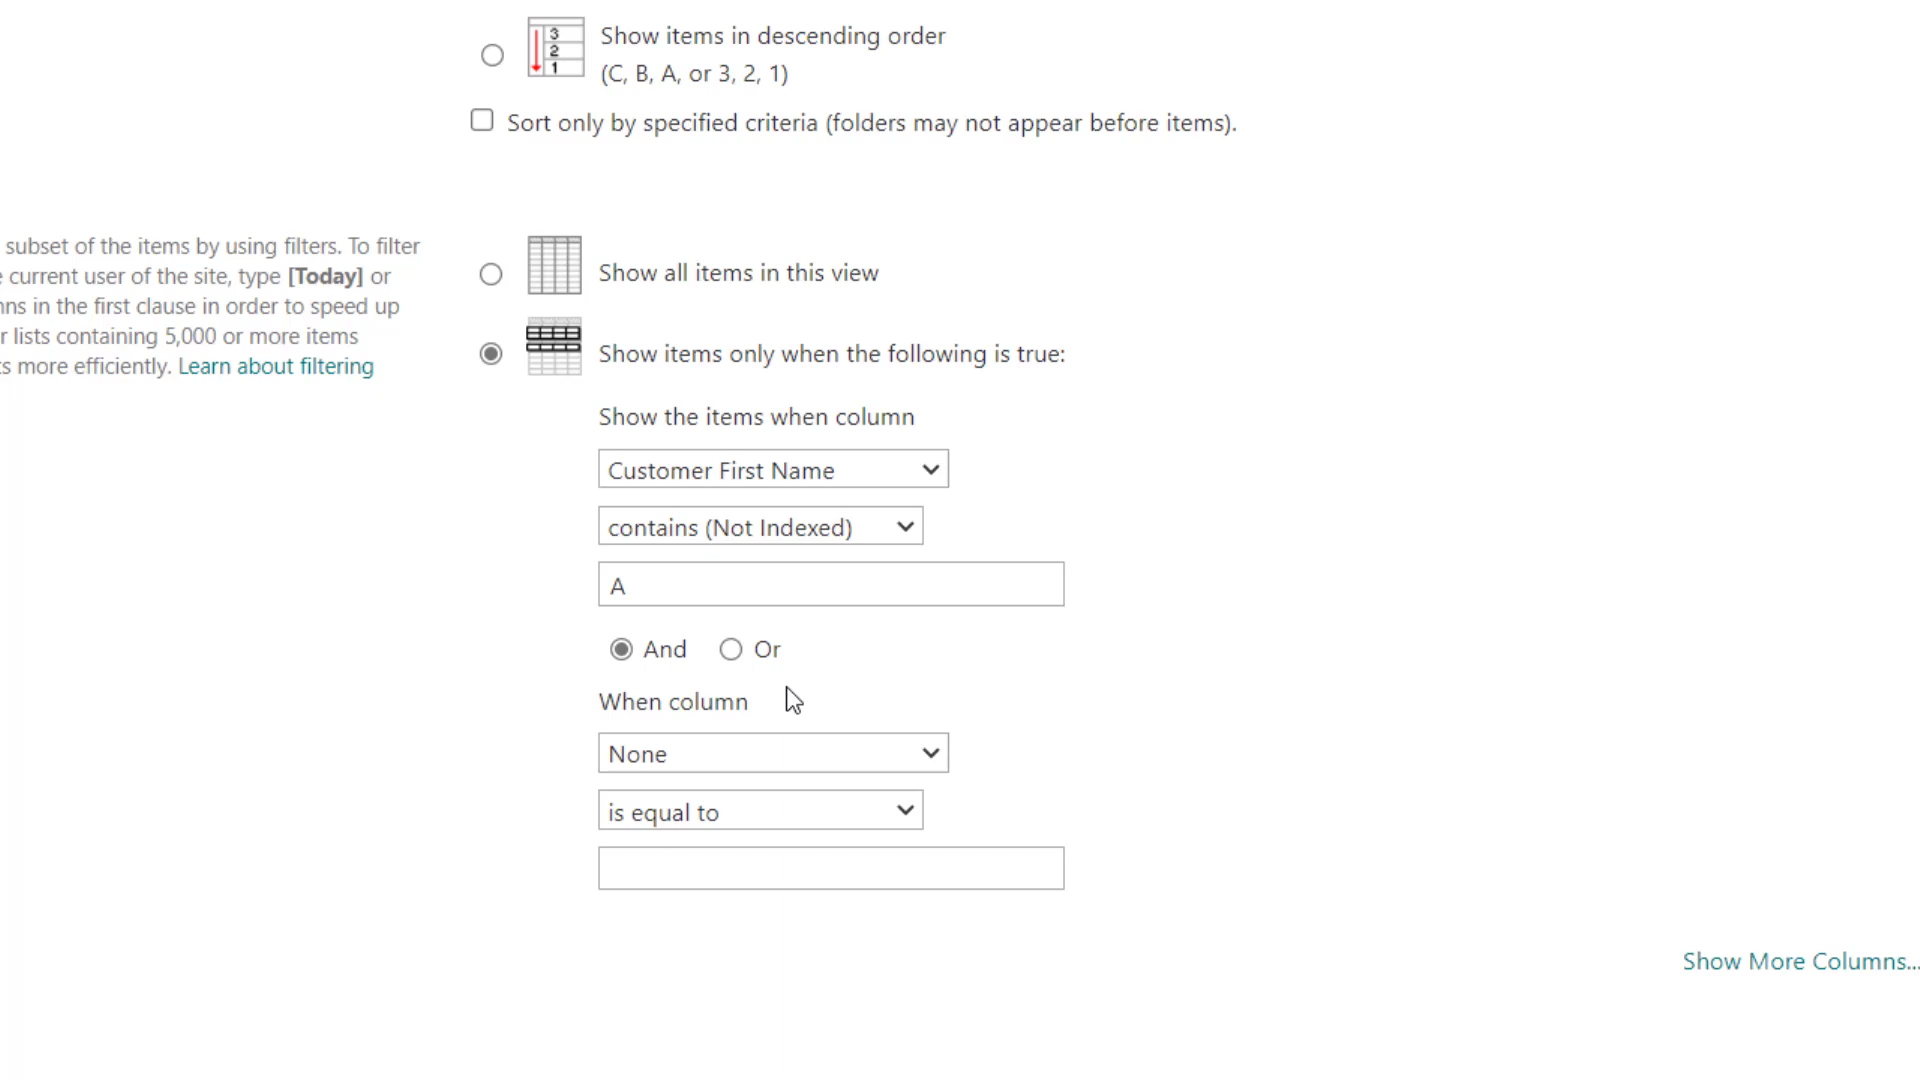 3
2
1
Show items in descending order
(C, B, A, or 3, 2, 1)
Sort only by specified criteria (folders may not appear before items).
subset of the items by using filters. To filter
current user of the site, type [Today] or
in the first clause in order to speed up
lists containing 5,000 or more items
more efficiently. Learn about filtering
Show all items in this view
Show items only when the following is true:
Show the items when column
Customer First Name
contains (Not Indexed)
A
And
Or
When column
None
is equal to
Show More Columns...